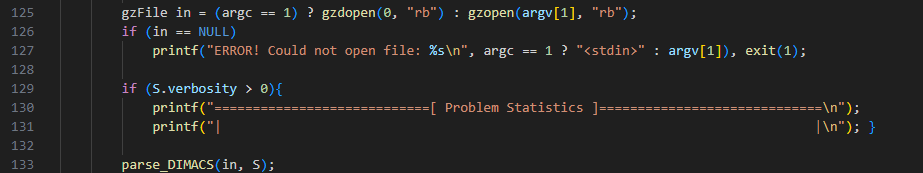 125 gzFile in = (argc == 1) ? gzdopen(0, "rb") : gzopen(argv[1], "rb");
126 if (in == NULL)
127     printf("ERROR! Could not open file: %s\n", argc == 1 ? "<stdin>" : argv[1]), exit(1);
128
129 if (S.verbosity > 0){
130     printf("============================[ Problem Statistics ]=============================\n");
131     printf("|                                                                             |\n"); }
132
133 parse_DIMACS(in, S);